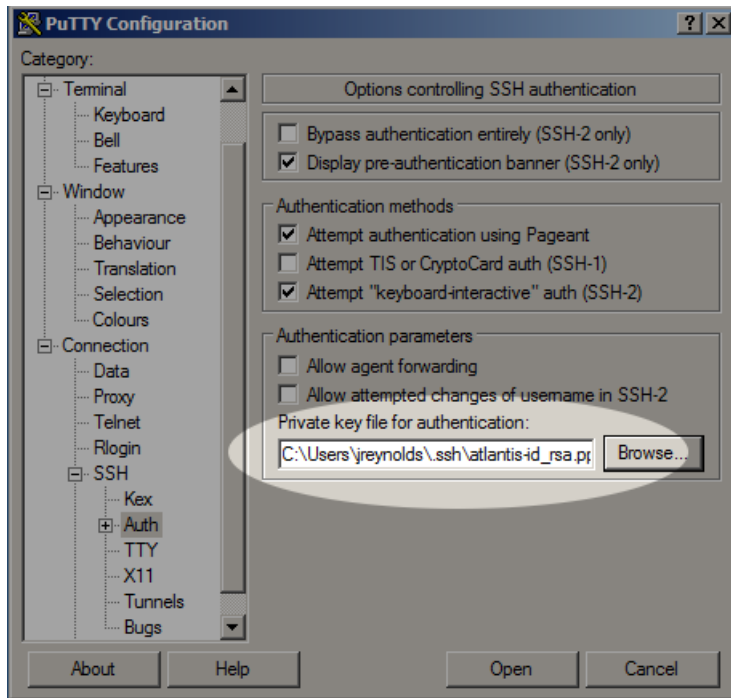 PuTTY Configuration
Category:
Terminal
Keyboard
Bell
Features
Window
Appearance
Behaviour
Translation
Selection
Colours
Connection
Data
Proxy
Telnet
Rlogin
SSH
Kex
Auth
TTY
X11
Tunnels
Bugs
Options controlling SSH authentication
Bypass authentication entirely (SSH-2 only)
Display pre-authentication banner (SSH-2 only)
Authentication methods
Attempt authentication using Pageant
Attempt TIS or CryptoCard auth (SSH-1)
Attempt "keyboard-interactive" auth (SSH-2)
Authentication parameters
Allow agent forwarding
Allow attempted changes of username in SSH-2
Private key file for authentication:
C:\Users\jreynolds\.ssh\atlantis-id_rsa.pp
Browse...
About Help Open Cancel